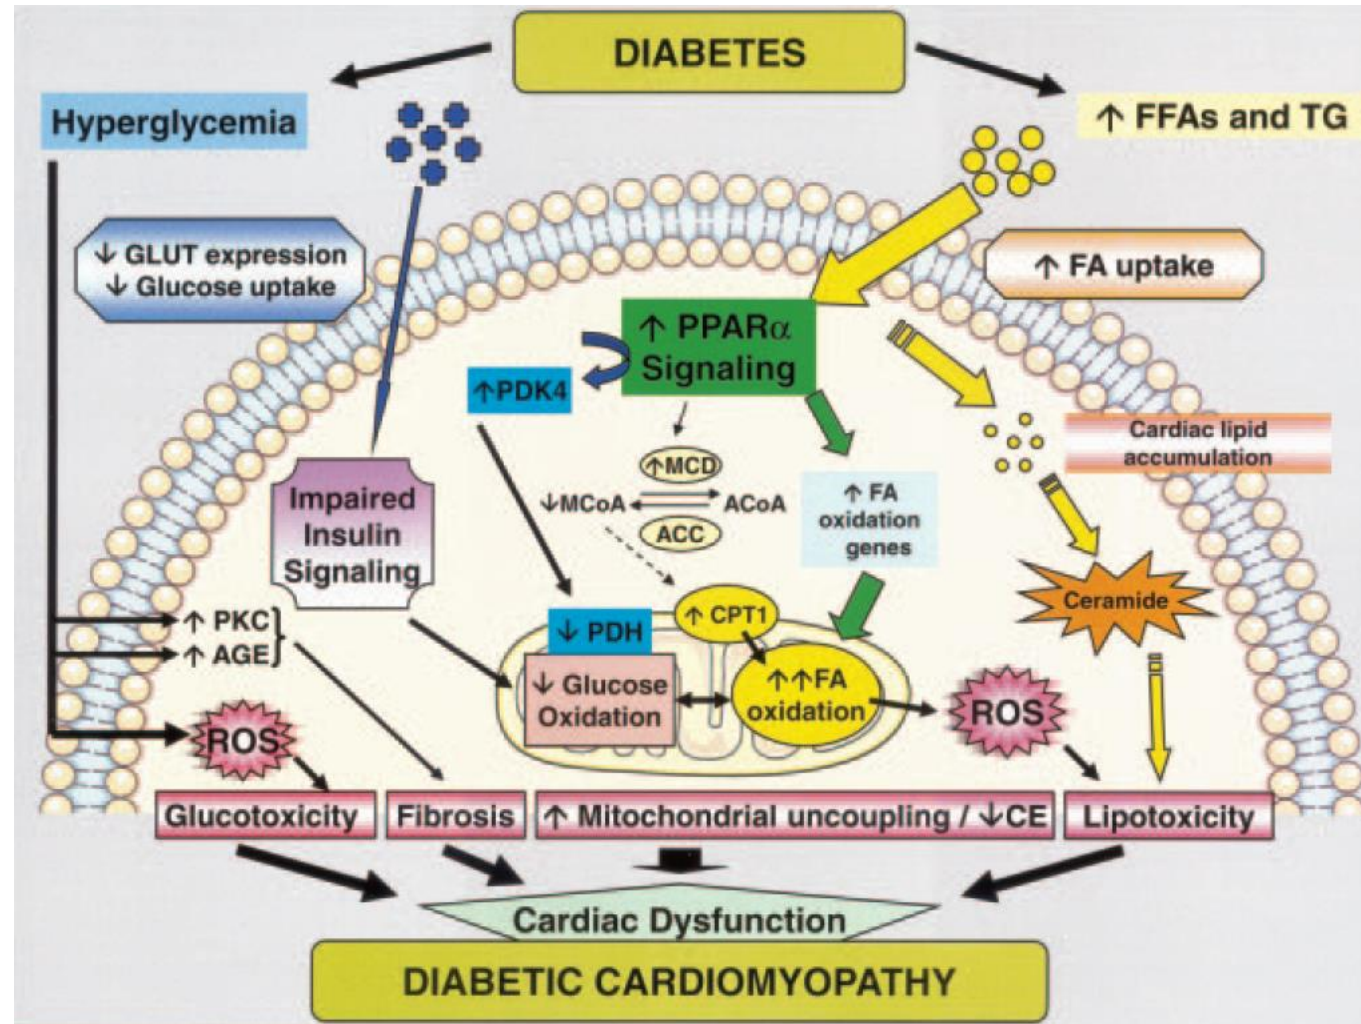 DIABETES
Hyperglycemia
↑ FFAs and TG
↓ GLUT expression
↓ Glucose uptake
↑ FA uptake
↑ PPARα
Signaling
↑PDK4
Cardiac lipid
accumulation
↑MCD
↓MCoA
ACoA
ACC
↑ FA
oxidation
genes
Impaired
Insulin
Signaling
Ceramide
↑ PKC
↑ AGE
↓ PDH
↑ CPT1
↓ Glucose
Oxidation
↑↑FA
oxidation
ROS
ROS
Glucotoxicity
Fibrosis
↑ Mitochondrial uncoupling / ↓CE
Lipotoxicity
Cardiac Dysfunction
DIABETIC CARDIOMYOPATHY